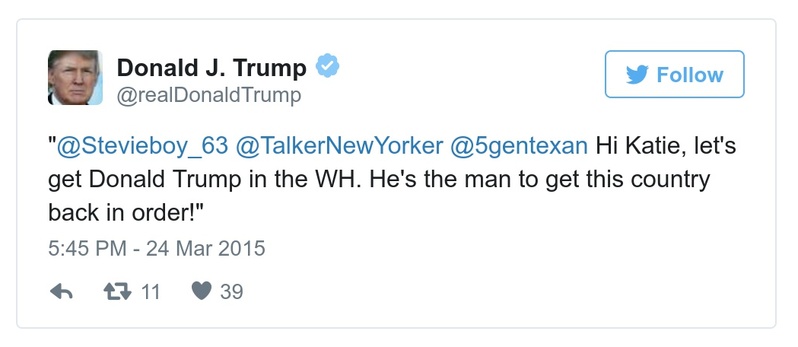 Donald J. Trump
@realDonaldTrump
Follow
"@Stevieboy_63 @TalkerNewYorker @5gentexan Hi Katie, let's
get Donald Trump in the WH. He's the man to get this country
back in order!"
5:45 PM - 24 Mar 2015
11 39